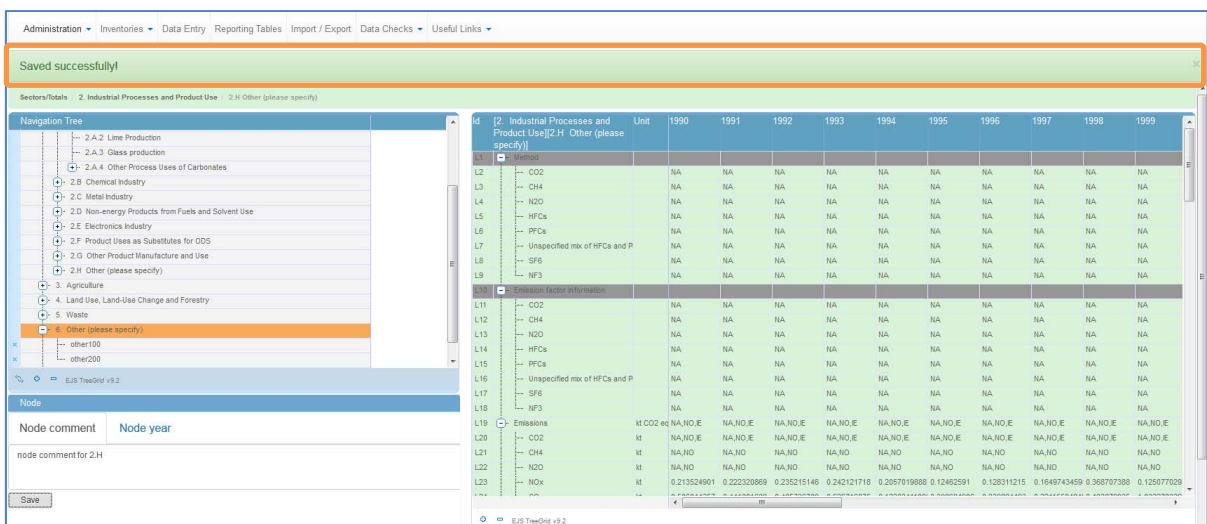 Administration Inventories Data Entry Reporting Tables Import / Export Data Checks Useful Links
Saved successfully!
Sectors/Totals 2. Industrial Processes and Product Use 2.H Other (please specify)
Navigation Tree
2.A.2 Lime Production
2.A.3 Glass production
2.A.4 Other Process Uses of Carbonates
2.B Chemical Industry
2.C Metal Industry
2.D Non-energy Products from Fuels and Solvent Use
2.E Electronics Industry
2.F Product Uses as Substitutes for ODS
2.G Other Product Manufacture and Use
2.H Other (please specify)
3. Agriculture
4. Land Use, Land-Use Change and Forestry
5. Waste
6. Other (please specify)
other100
other200
EJS TreeGrid v9.2
Node
Node comment Node year
node comment for 2.H
Save
Id [2. Industrial Processes and Product Use][2.H Other (please specify)] Unit 1990 1991 1992 1993 1994 1995 1996 1997 1998 1999
L1 Method
L2 CO2 NA NA NA NA NA NA NA NA NA NA
L3 CH4 NA NA NA NA NA NA NA NA NA NA
L4 N2O NA NA NA NA NA NA NA NA NA NA
L5 HFCs NA NA NA NA NA NA NA NA NA NA
L6 PFCs NA NA NA NA NA NA NA NA NA NA
L7 Unspecified mix of HFCs and P NA NA NA NA NA NA NA NA NA NA
L8 SF6 NA NA NA NA NA NA NA NA NA NA
L9 NF3 NA NA NA NA NA NA NA NA NA NA
L10 Emission factor information
L11 CO2 NA NA NA NA NA NA NA NA NA NA
L12 CH4 NA NA NA NA NA NA NA NA NA NA
L13 N2O NA NA NA NA NA NA NA NA NA NA
L14 HFCs NA NA NA NA NA NA NA NA NA NA
L15 PFCs NA NA NA NA NA NA NA NA NA NA
L16 Unspecified mix of HFCs and P NA NA NA NA NA NA NA NA NA NA
L17 SF6 NA NA NA NA NA NA NA NA NA NA
L18 NF3 NA NA NA NA NA NA NA NA NA NA
L19 Emissions kt CO2 eq NA,NO,IE NA,NO,IE NA,NO,IE NA,NO,IE NA,NO,IE NA,NO,IE NA,NO,IE NA,NO,IE NA,NO,IE NA,NO,IE
L20 CO2 kt NA,NO,IE NA,NO,IE NA,NO,IE NA,NO,IE NA,NO,IE NA,NO,IE NA,NO,IE NA,NO,IE NA,NO,IE NA,NO,IE
L21 CH4 kt NA,NO NA,NO NA,NO NA,NO NA,NO NA,NO NA,NO NA,NO NA,NO NA,NO
L22 N2O kt NA,NO NA,NO NA,NO NA,NO NA,NO NA,NO NA,NO NA,NO NA,NO NA,NO
L23 NOx kt 0.213524901 0.222320869 0.235215146 0.242121718 0.2057019888 0.12462591 0.128311215 0.1649743459 0.368707388 0.125077029
EJS TreeGrid v9.2